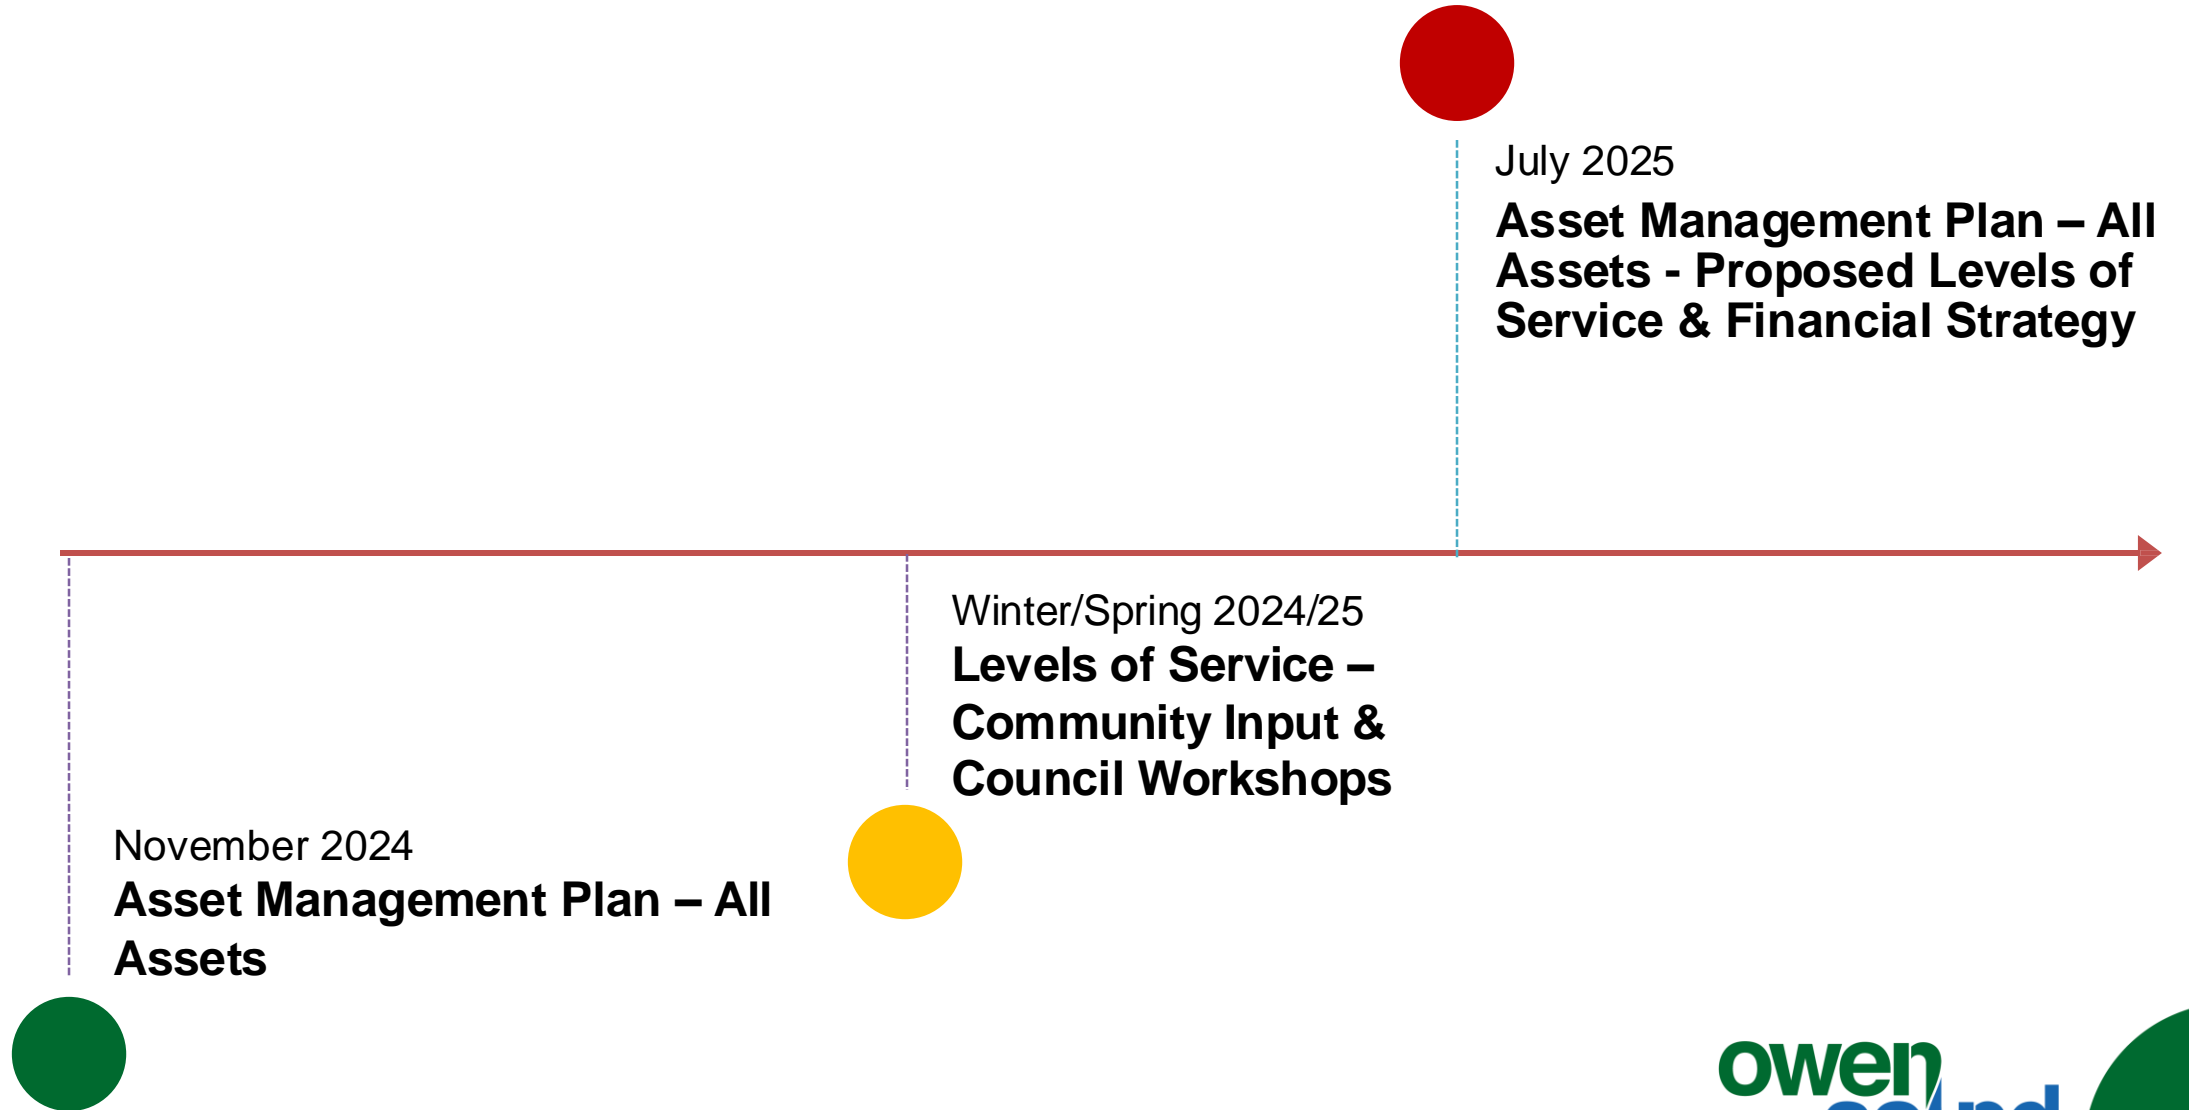 July 2025
Asset Management Plan – All
Assets - Proposed Levels of
Service & Financial Strategy
Winter/Spring 2024/25
Levels of Service –
Community Input &
Council Workshops
November 2024
Asset Management Plan – All
Assets
owen